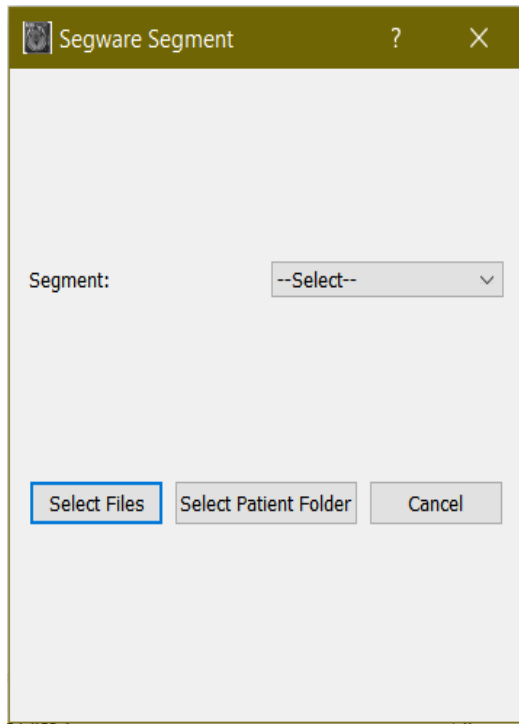 Segware Segment ? ×
Segment: --Select--
Select Files Select Patient Folder Cancel